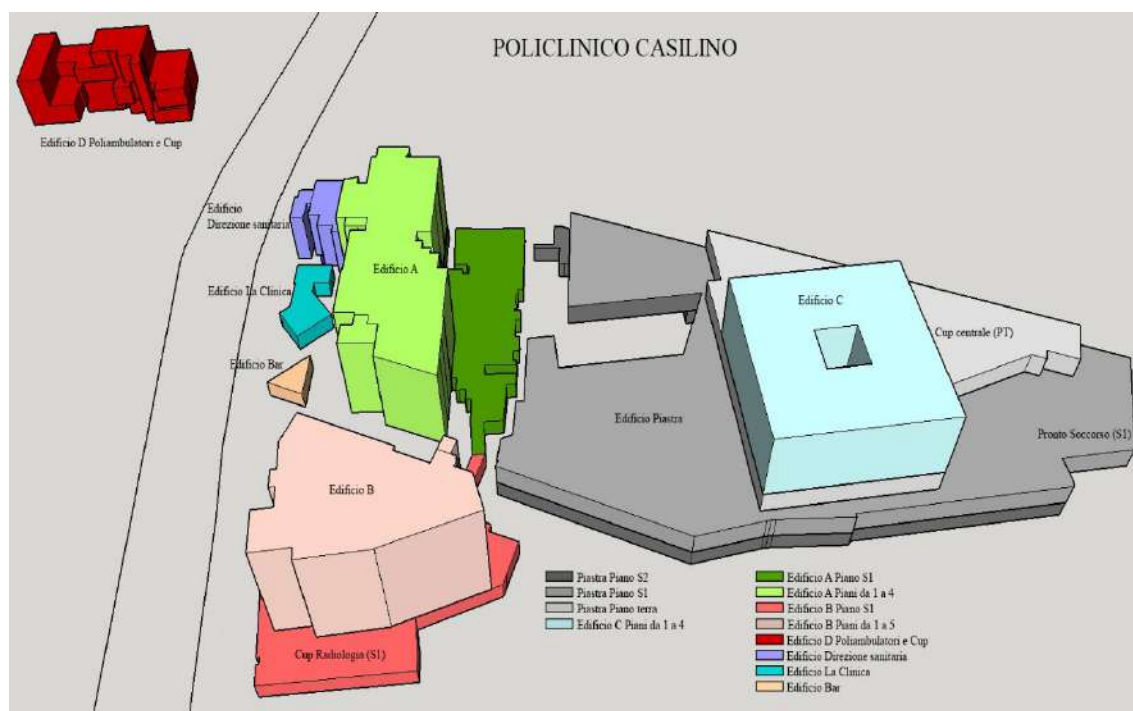 POLICLINICO CASILINO
Edificio D Poliambulatori e Cup
Edificio
Direzione sanitaria
Edificio A
Edificio La Clinica
Edificio C
Cup centrale (PT)
Edificio Bar
Edificio Piastra
Pronto Soccorso (S1)
Edificio B
Cup Radiologia (S1)
Piastra Piano S2
Piastra Piano S1
Piastra Piano terra
Edificio C Piani da 1 a 4
Edificio A Piano S1
Edificio A Piani da 1 a 4
Edificio B Piano S1
Edificio B Piani da 1 a 5
Edificio D Poliambulatori e Cup
Edificio Direzione sanitaria
Edificio La Clinica
Edificio Bar